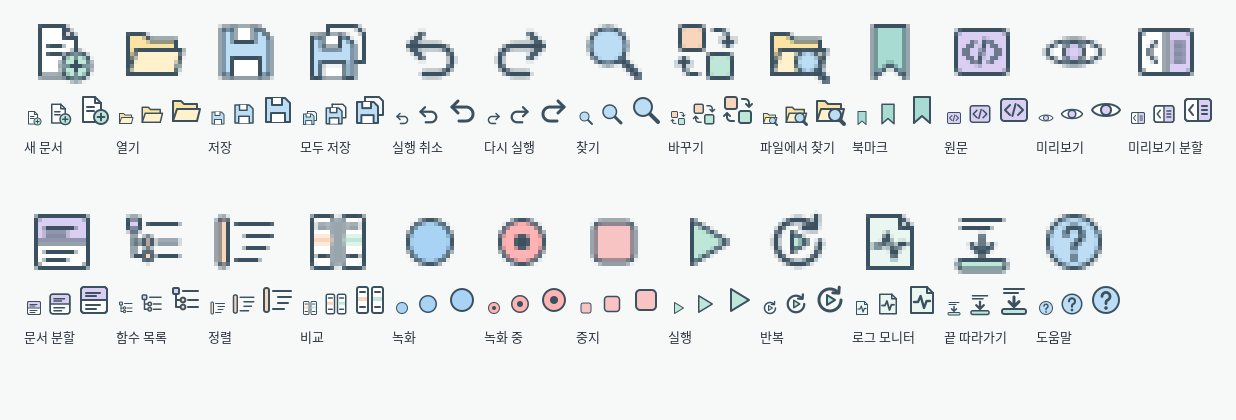 새 문서 열기 저장 모두 저장 실행 취소 다시 실행 찾기 바꾸기 파일에서 찾기 북마크 원문 미리보기 미리보기 분할
문서 분할 함수 목록 정렬 비교 녹화 녹화 중 중지 실행 반복 로그 모니터 끝 따라가기 도움말